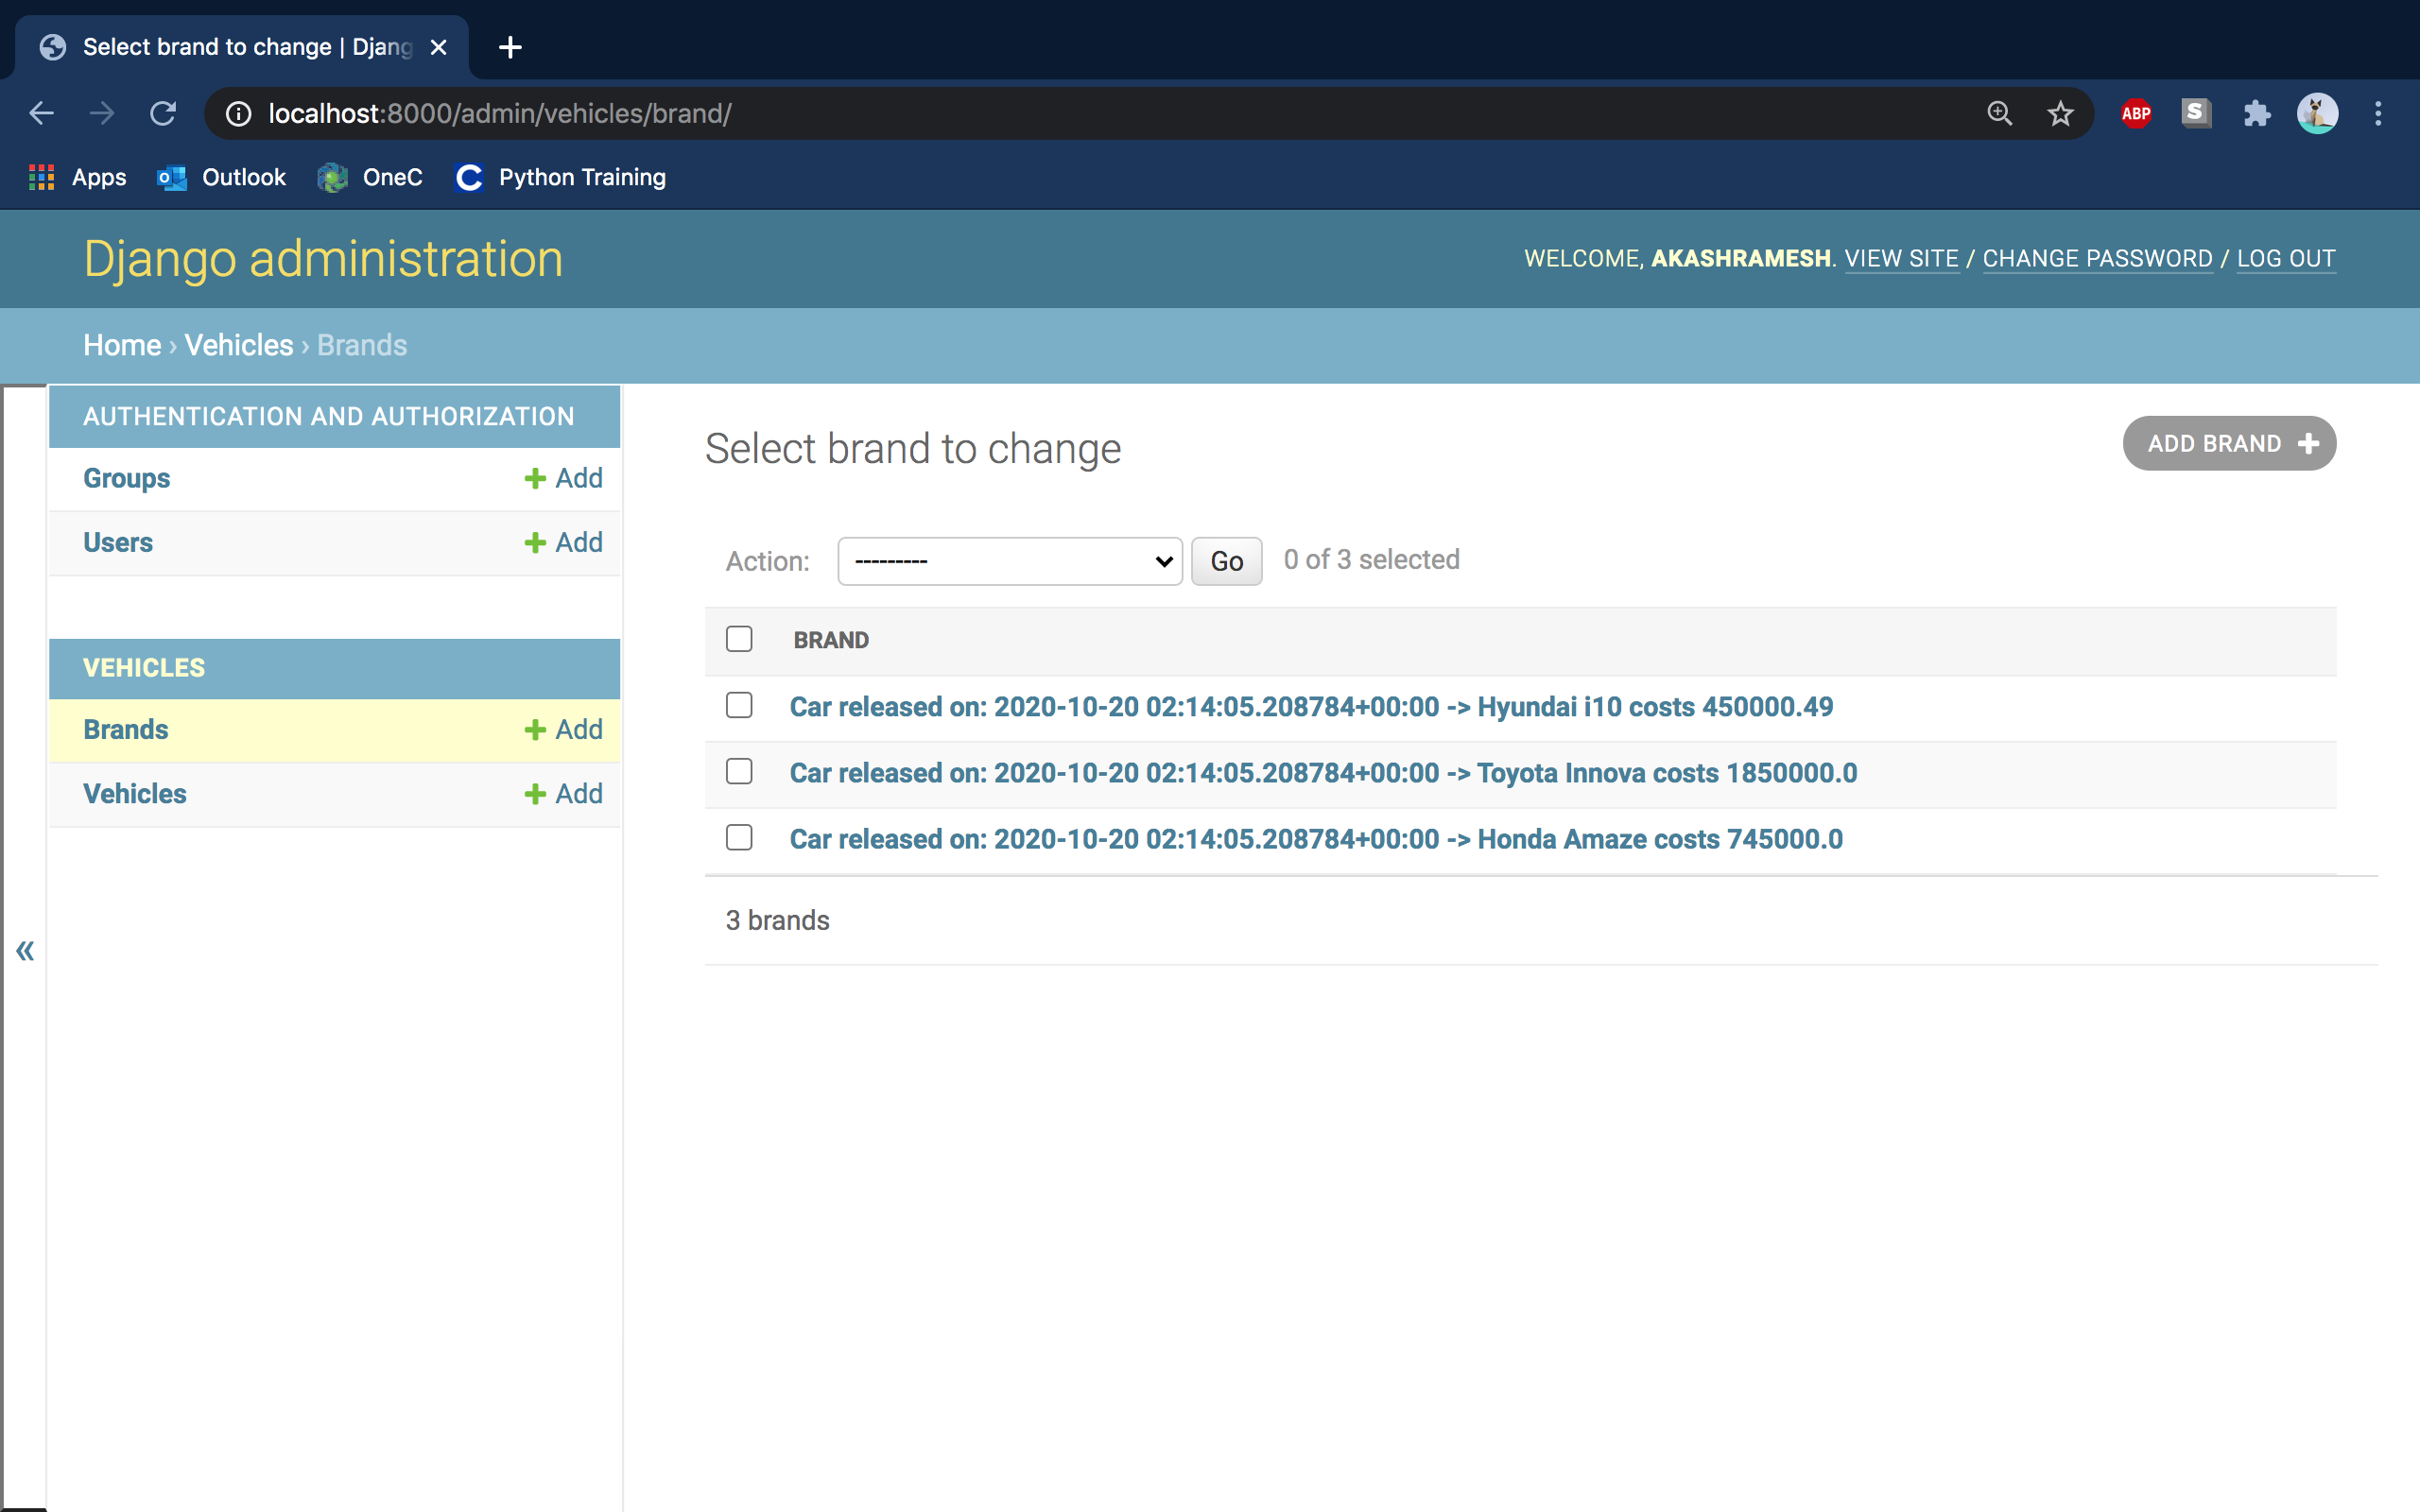 Select brand to change | Djang
localhost:8000/admin/vehicles/brand/
ABP
S
Apps
Outlook
OneC
Python Training
Django administration
WELCOME, AKASHRAMESH. VIEW SITE / CHANGE PASSWORD / LOG OUT
Home › Vehicles › Brands
AUTHENTICATION AND AUTHORIZATION
Groups + Add
Users + Add
VEHICLES
Brands + Add
Vehicles + Add
«
Select brand to change
ADD BRAND +
Action: --------- Go 0 of 3 selected
BRAND
Car released on: 2020-10-20 02:14:05.208784+00:00 -> Hyundai i10 costs 450000.49
Car released on: 2020-10-20 02:14:05.208784+00:00 -> Toyota Innova costs 1850000.0
Car released on: 2020-10-20 02:14:05.208784+00:00 -> Honda Amaze costs 745000.0
3 brands